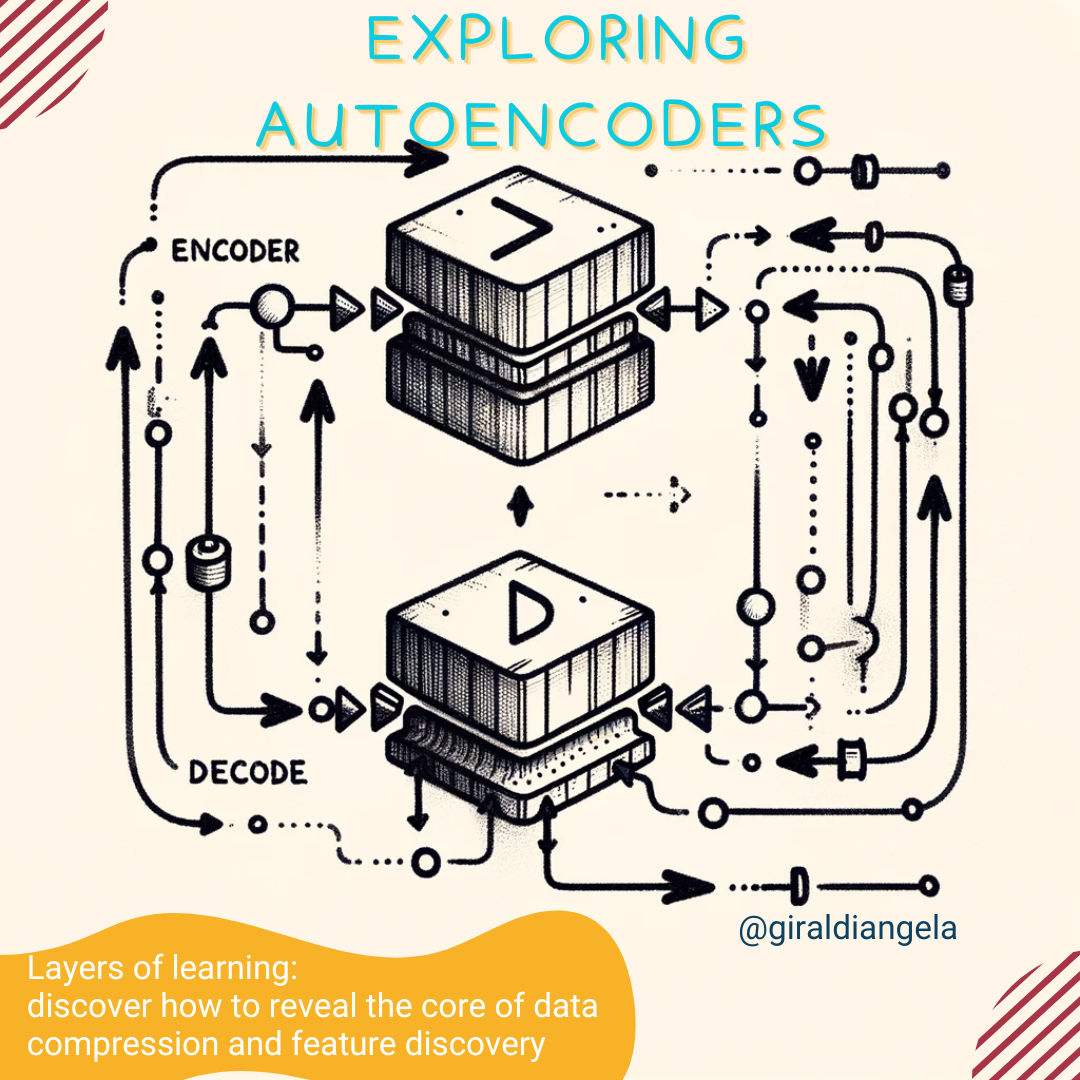 EXPLORING
AUTOENCODERS
ENCODER
D
DECODE
@giraldiangela
Layers of learning:
discover how to reveal the core of data
compression and feature discovery